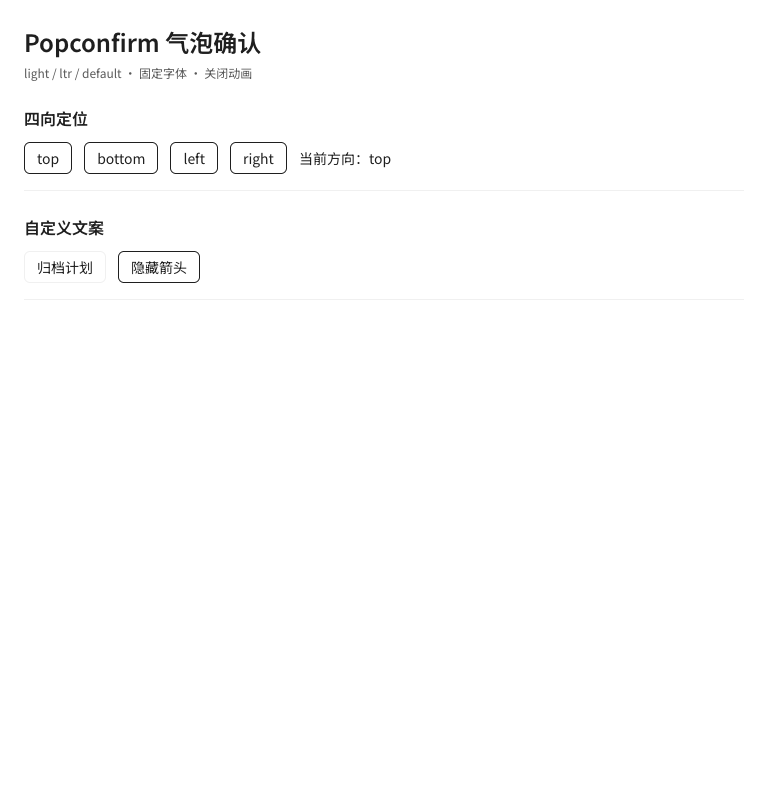 Popconfirm 气泡确认
light / ltr / default · 固定字体 · 关闭动画
四向定位
top bottom left right 当前方向：top
自定义文案
归档计划 隐藏箭头